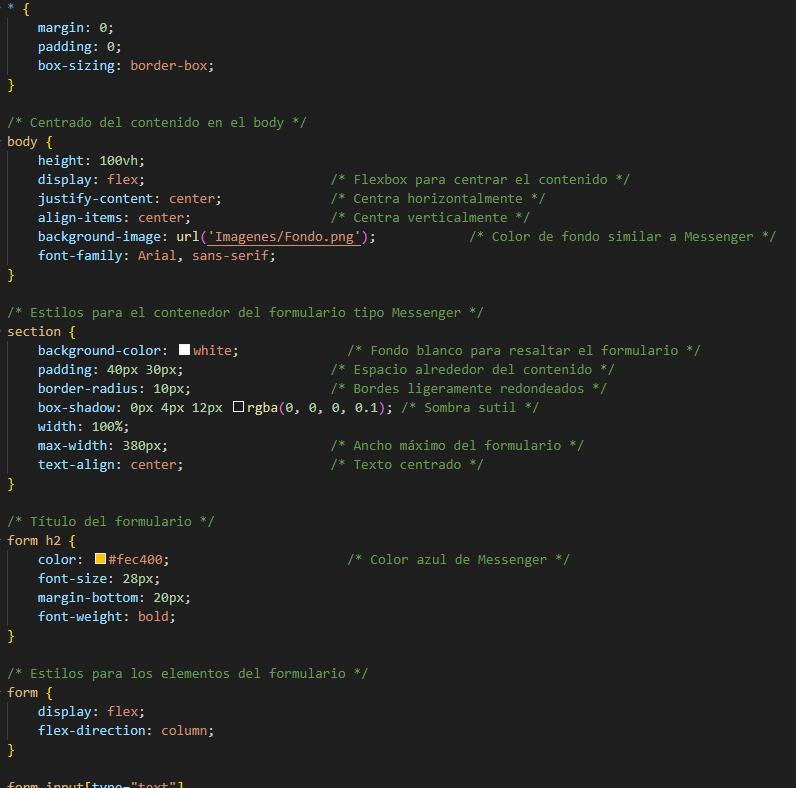 * {
margin: 0;
padding: 0;
box-sizing: border-box;
}
/* Centrado del contenido en el body */
body {
height: 100vh;
display: flex; /* Flexbox para centrar el contenido */
justify-content: center; /* Centra horizontalmente */
align-items: center; /* Centra verticalmente */
background-image: url('Imagenes/Fondo.png'); /* Color de fondo similar a Messenger */
font-family: Arial, sans-serif;
}
/* Estilos para el contenedor del formulario tipo Messenger */
section {
background-color: white; /* Fondo blanco para resaltar el formulario */
padding: 40px 30px; /* Espacio alrededor del contenido */
border-radius: 10px; /* Bordes ligeramente redondeados */
box-shadow: 0px 4px 12px rgba(0, 0, 0, 0.1); /* Sombra sutil */
width: 100%;
max-width: 380px; /* Ancho máximo del formulario */
text-align: center; /* Texto centrado */
}
/* Título del formulario */
form h2 {
color: #fec400; /* Color azul de Messenger */
font-size: 28px;
margin-bottom: 20px;
font-weight: bold;
}
/* Estilos para los elementos del formulario */
form {
display: flex;
flex-direction: column;
}
form input[type="text"]